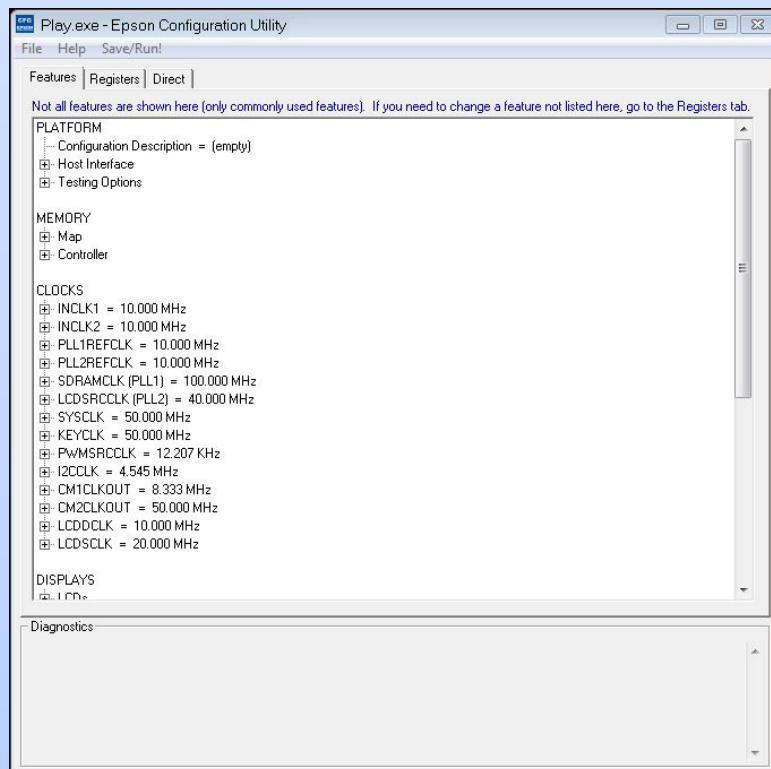 CFG
EPSON
Play.exe - Epson Configuration Utility
File Help Save/Run!
Features Registers Direct
Not all features are shown here (only commonly used features). If you need to change a feature not listed here, go to the Registers tab.
PLATFORM
Configuration Description = (empty)
Host Interface
Testing Options
MEMORY
Map
Controller
CLOCKS
INCLK1 = 10.000 MHz
INCLK2 = 10.000 MHz
PLL1REFCLK = 10.000 MHz
PLL2REFCLK = 10.000 MHz
SDRAMCLK (PLL1) = 100.000 MHz
LCDSRCCLK (PLL2) = 40.000 MHz
SYSCLK = 50.000 MHz
KEYCLK = 50.000 MHz
PWMSRCCLK = 12.207 KHz
I2CCLK = 4.545 MHz
CM1CLKOUT = 8.333 MHz
CM2CLKOUT = 50.000 MHz
LCDDCLK = 10.000 MHz
LCDSCLK = 20.000 MHz
DISPLAYS
LCDs
Diagnostics